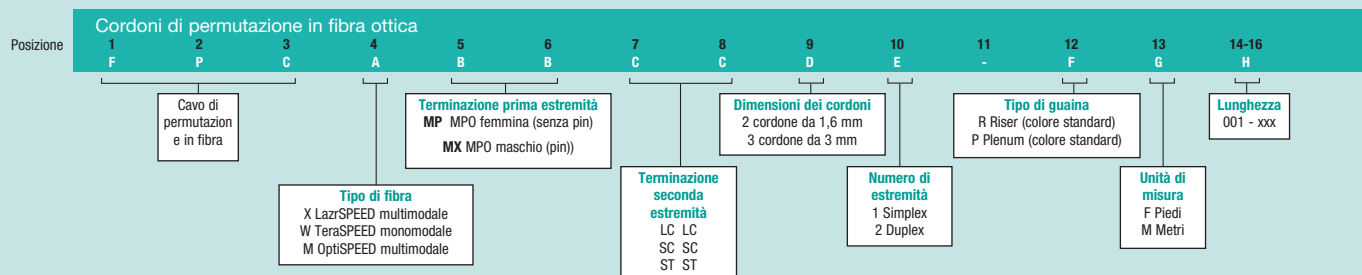 Cordoni di permutazione in fibra ottica
Posizione 1 2 3 4 5 6 7 8 9 10 11 12 13 14-16
F P C A B B C C D E - F G H
Cavo di
permutazion
e in fibra
Terminazione prima estremità
MP MPO femmina (senza pin)
MX MPO maschio (pin))
Dimensioni dei cordoni
2 cordone da 1,6 mm
3 cordone da 3 mm
Tipo di guaina
R Riser (colore standard)
P Plenum (colore standard)
Lunghezza
001 - xxx
Tipo di fibra
X LazrSPEED multimodale
W TeraSPEED monomodale
M OptiSPEED multimodale
Terminazione
seconda
estremità
LC LC
SC SC
ST ST
Numero di
estremità
1 Simplex
2 Duplex
Unità di
misura
F Piedi
M Metri